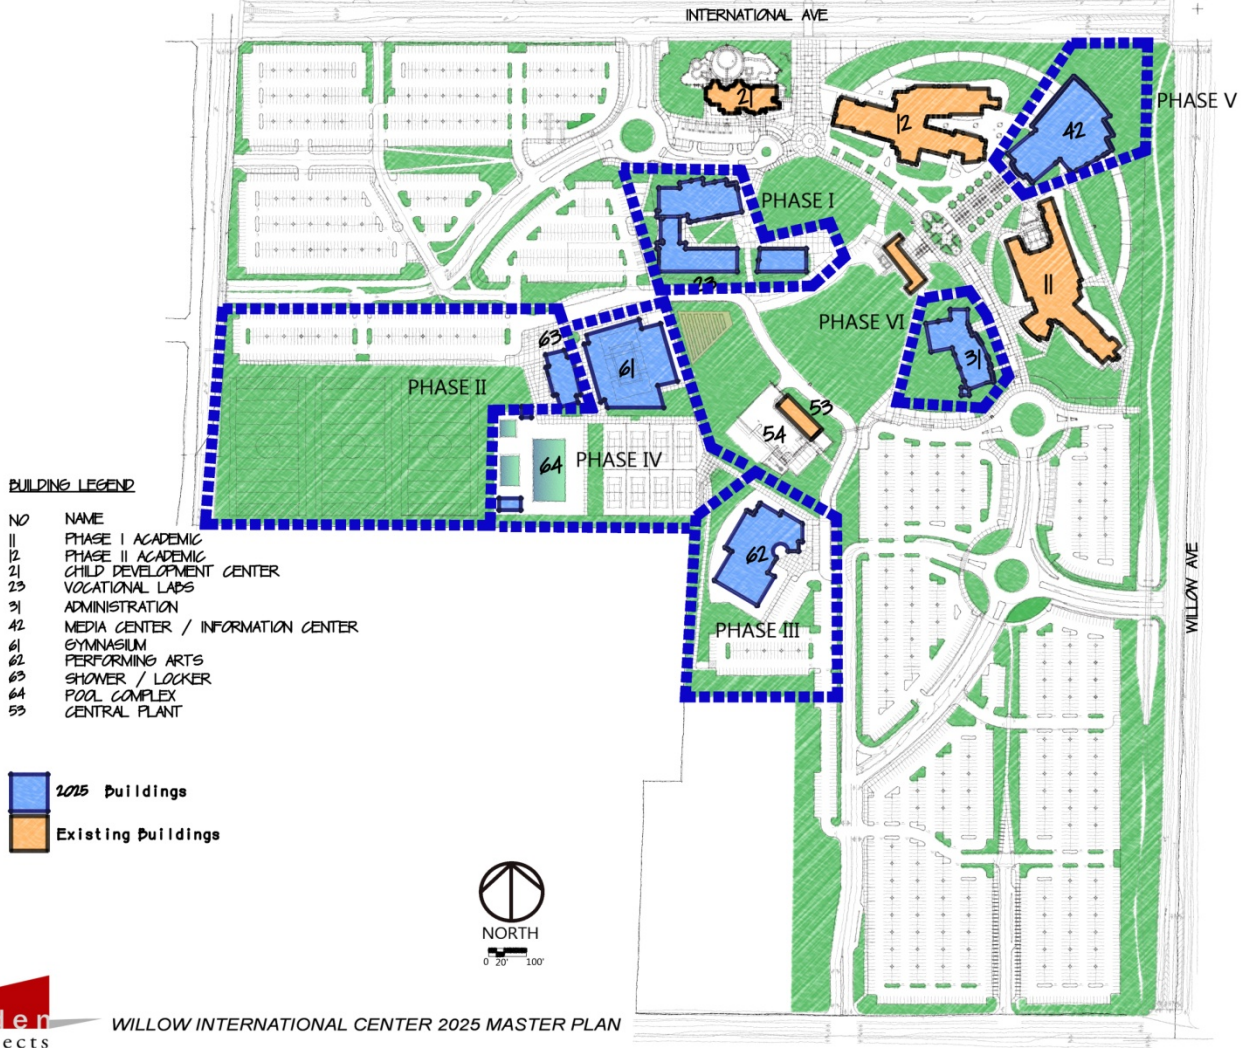 INTERNATIONAL AVE
21
12
42
PHASE V
PHASE I
23
11
PHASE VI
31
63
61
PHASE II
53
54
64
PHASE IV
62
PHASE III
WILLOW AVE
BUILDING LEGEND
NO NAME
11 PHASE I ACADEMIC
12 PHASE II ACADEMIC
21 CHILD DEVELOPMENT CENTER
23 VOCATIONAL LABS
31 ADMINISTRATION
42 MEDIA CENTER / INFORMATION CENTER
61 GYMNASIUM
62 PERFORMING ARTS
63 SHOWER / LOCKER
64 POOL COMPLEX
53 CENTRAL PLANT
2025 Buildings
Existing Buildings
NORTH
0 20' 100'
len
ects
WILLOW INTERNATIONAL CENTER 2025 MASTER PLAN